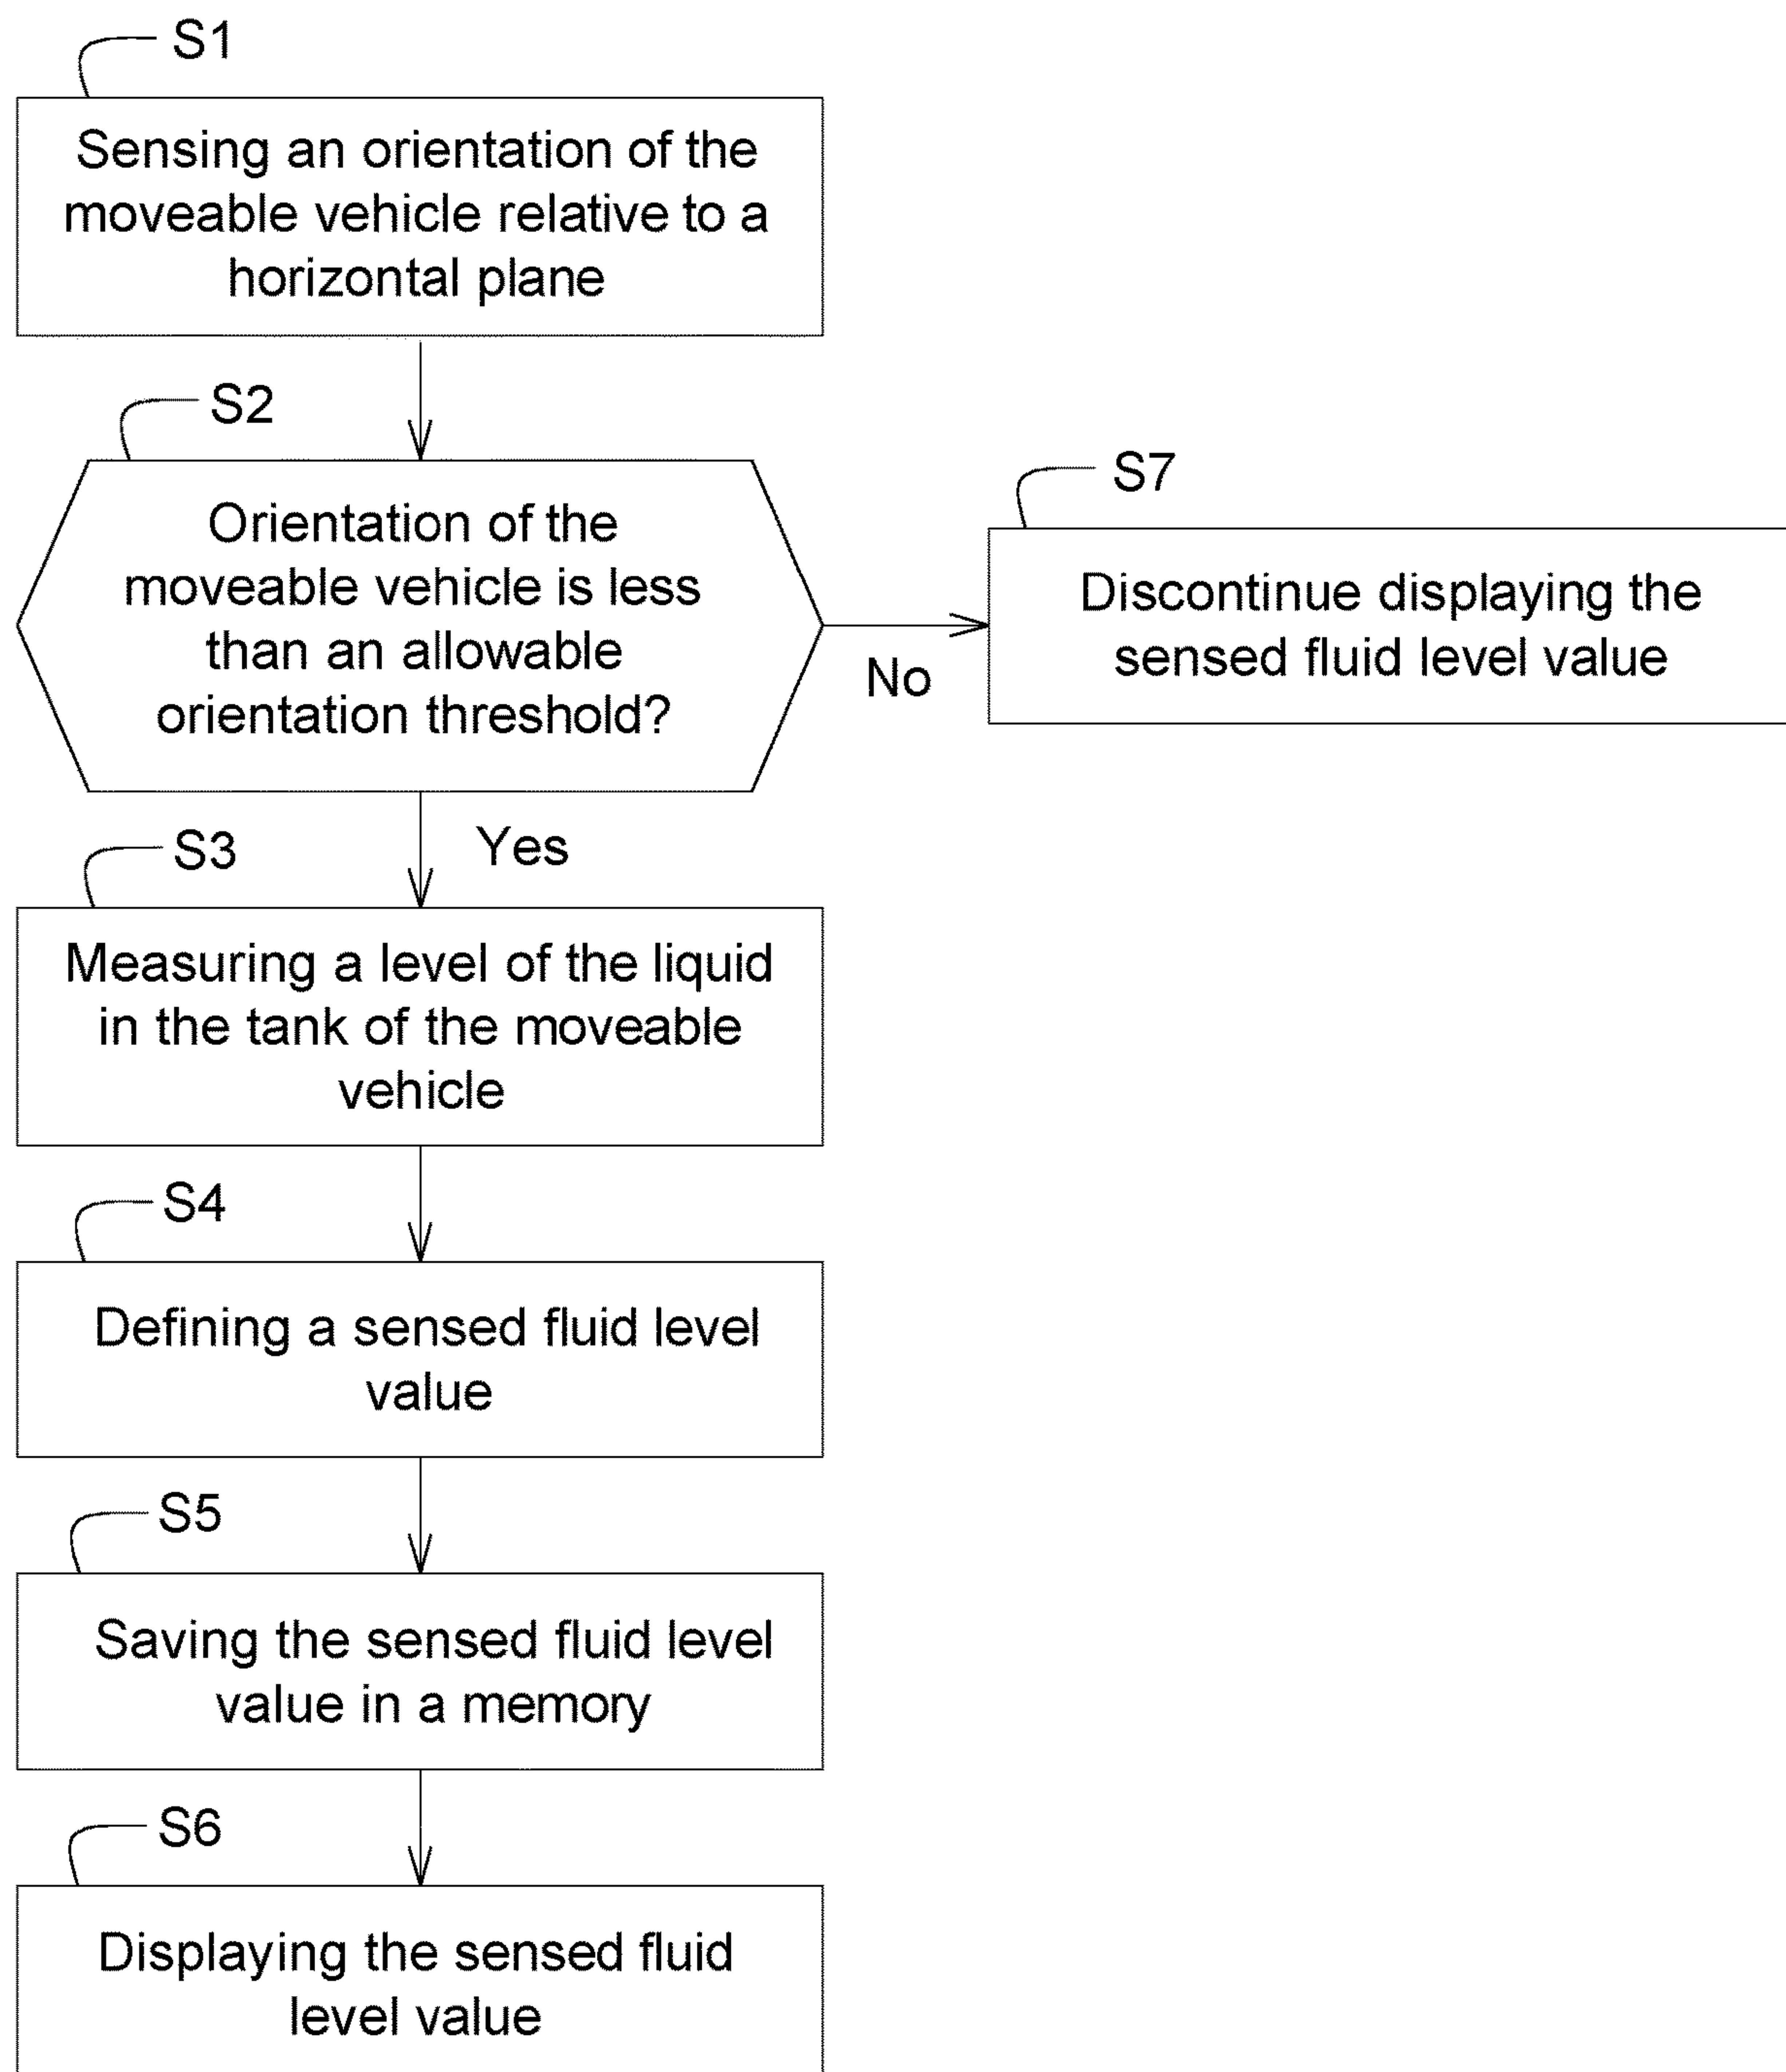 S1
Sensing an orientation of the
moveable vehicle relative to a
horizontal plane
S2
Orientation of the
moveable vehicle is less
than an allowable
orientation threshold?
No
S7
Discontinue displaying the
sensed fluid level value
Yes
S3
Measuring a level of the liquid
in the tank of the moveable
vehicle
S4
Defining a sensed fluid level
value
S5
Saving the sensed fluid level
value in a memory
S6
Displaying the sensed fluid
level value